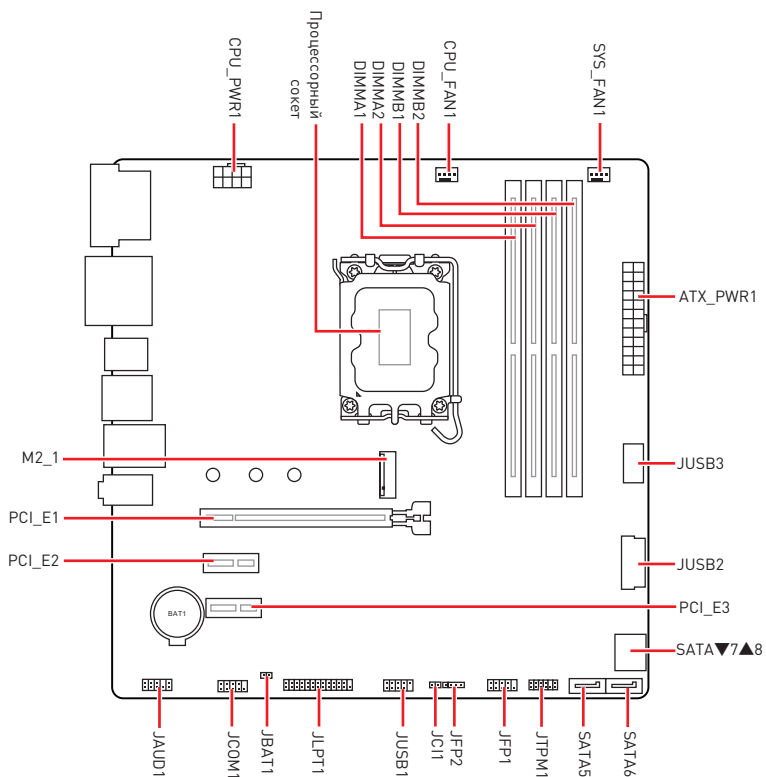 CPU_PWR1
Процессорный
сокет
DIMMA1
DIMMA2
DIMMB1
DIMMB2
CPU_FAN1
SYS_FAN1
ATX_PWR1
M2_1
JUSB3
PCI_E1
PCI_E2
JUSB2
BAT1
PCI_E3
SATA▼7▲8
JAUD1
JCOM1
JBAT1
JLPT1
JUSB1
JCI1
JFP2
JFP1
JTPM1
SATA5
SATA6